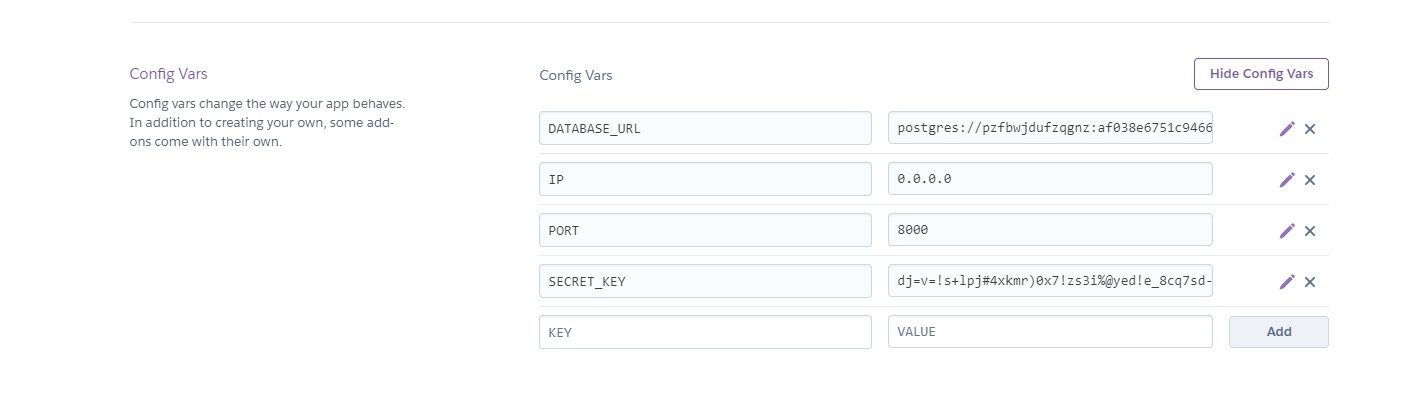 Config Vars
Config vars change the way your app behaves.
In addition to creating your own, some add-
ons come with their own.
Config Vars
Hide Config Vars
DATABASE_URL postgres://pzfbwjdufzqgnz:af038e6751c9466
IP 0.0.0.0
PORT 8000
SECRET_KEY dj=v=!s+lpj#4xkmr)0x7!zs3i%@yed!e_8cq7sd-
KEY VALUE Add